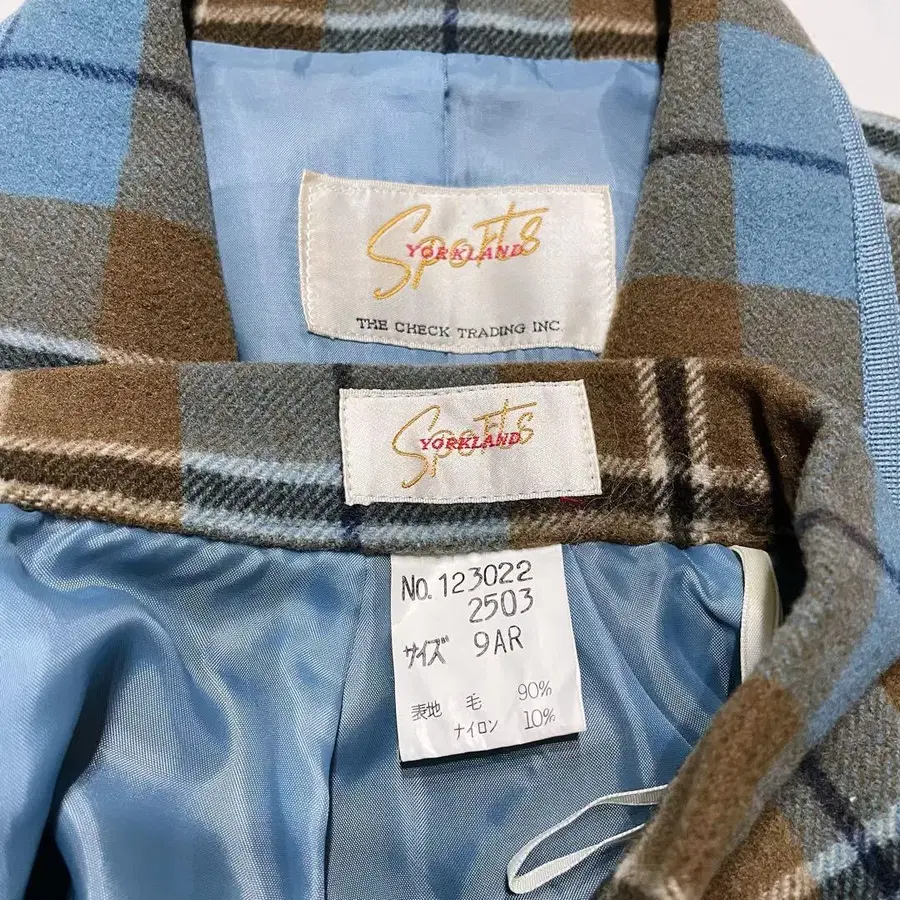 Sports
YORKLAND
THE CHECK TRADING INC.
Sports
YORKLAND
No. 123022
2503
サイズ 9AR
表地 毛 90%
ナイロン 10%